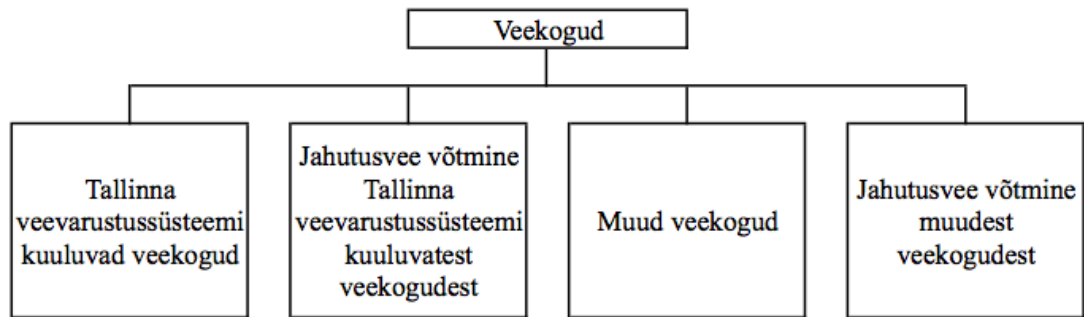 Veekogud
Tallinna
veevarustussüsteemi
kuuluvad veekogud
Jahutusvee võtmine
Tallinna
veevarustussüsteemi
kuuluvatest
veekogudest
Muud veekogud
Jahutusvee võtmine
muudest
veekogudest